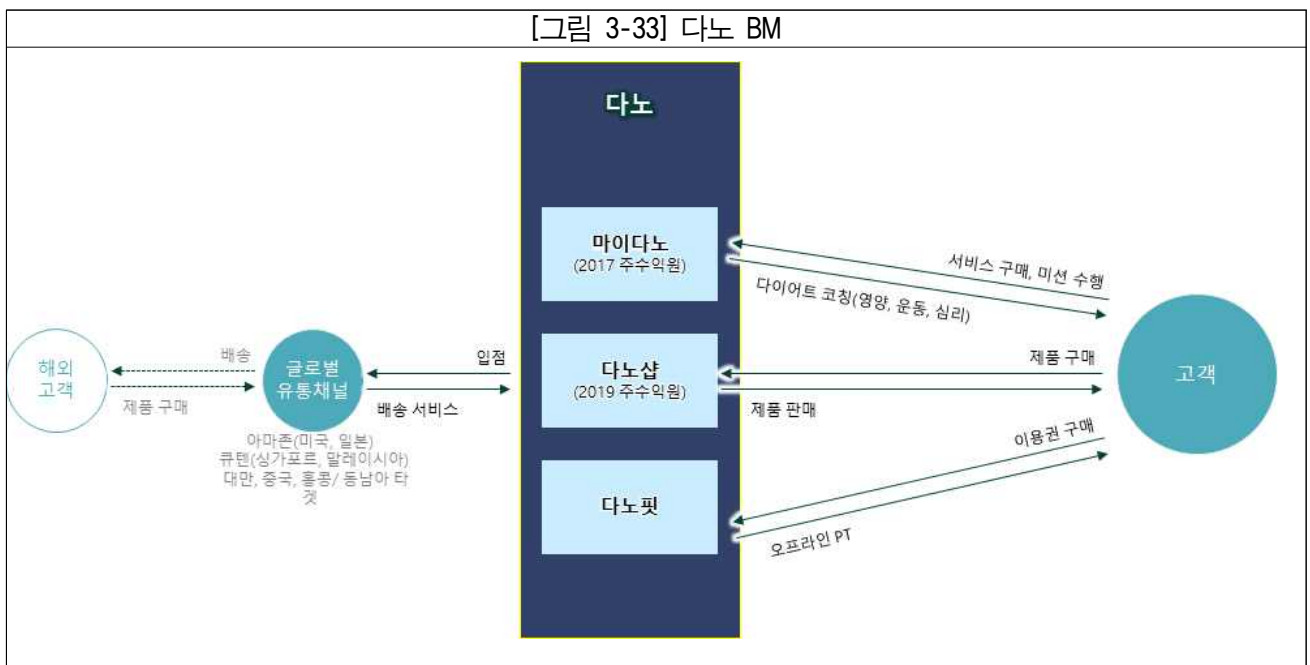 [그림 3-33] 다노 BM
다노
마이다노
(2017 주수익원)
서비스 구매, 미션 수행
다이어트 코칭(영양, 운동, 심리)
해외
고객
배송
제품 구매
글로벌
유통채널
입점
배송 서비스
아마존(미국, 일본)
큐텐(싱가포르, 말레이시아)
대만, 중국, 홍콩/ 동남아 타
겟
다노샵
(2019 주수익원)
제품 구매
제품 판매
고객
다노핏
이용권 구매
오프라인 PT